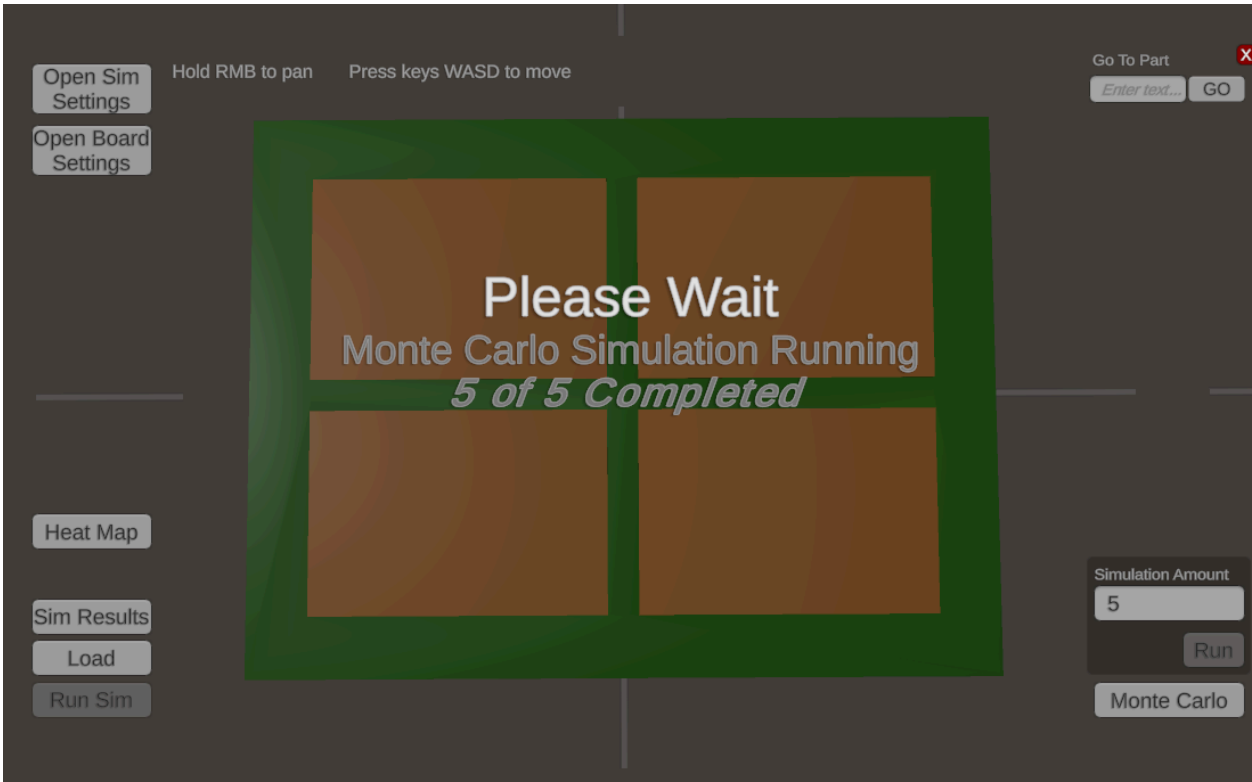 Open Sim
Settings
Hold RMB to pan
Press keys WASD to move
Go To Part
X
Enter text...
GO
Open Board
Settings
Please Wait
Monte Carlo Simulation Running
5 of 5 Completed
Heat Map
Sim Results
Load
Run Sim
Simulation Amount
5
Run
Monte Carlo